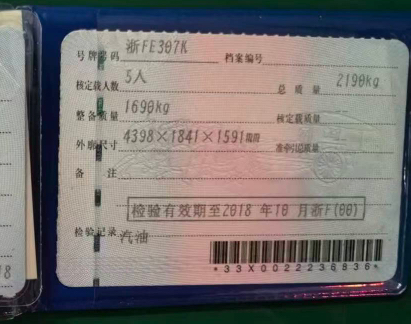 号牌号码 浙FE307K 档案编号
核定载人数 5人 总质量 2190kg
整备质量 1690kg 核定载质量
外廓尺寸 4398×1841×1591 准牵引总质量
备注
检验有效期至2018 年10 月浙F(00)
检验记录 汽油
*33X0022236836*